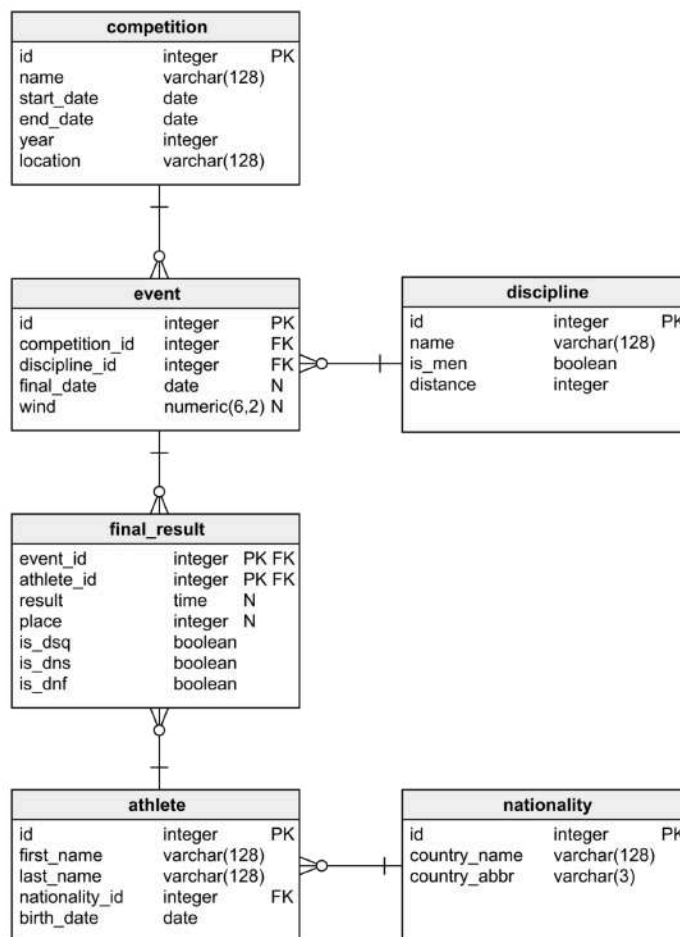 competition
id integer PK
name varchar(128)
start_date date
end_date date
year integer
location varchar(128)
event
id integer PK
competition_id integer FK
discipline_id integer FK
final_date date N
wind numeric(6,2) N
discipline
id integer PK
name varchar(128)
is_men boolean
distance integer
final_result
event_id integer PK FK
athlete_id integer PK FK
result time N
place integer N
is_dsq boolean
is_dns boolean
is_dnf boolean
athlete
id integer PK
first_name varchar(128)
last_name varchar(128)
nationality_id integer FK
birth_date date
nationality
id integer PK
country_name varchar(128)
country_abbr varchar(3)